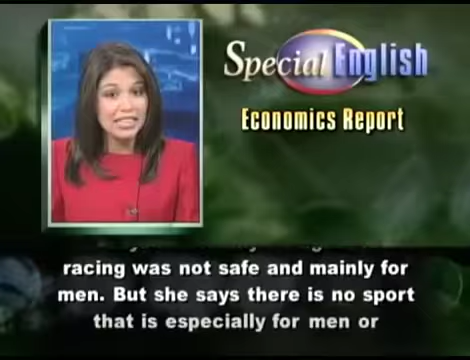 Special English
Economics Report
racing was not safe and mainly for
men. But she says there is no sport
that is especially for men or